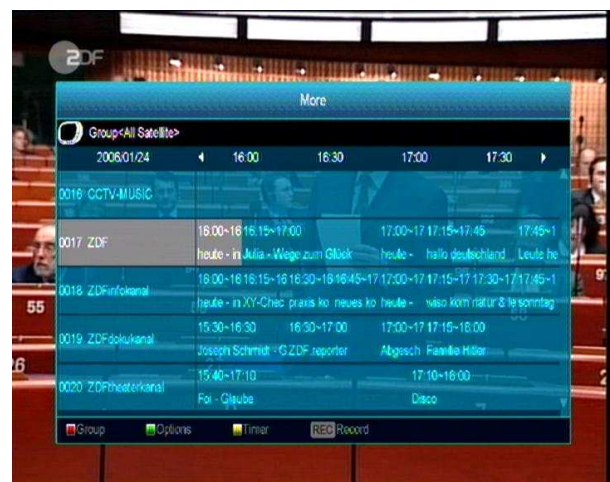 ZDF
More
Group<All Satellite>
2006/01/24 16:00 16:30 17:00 17:30
0016 CCTV-MUSIC
16:00~16 16:15~17:00 17:00~17 17:15~17:45 17:45~1
0017 ZDF
heute - in Julia - Wege zum Glück heute - hallo deutschland Leute he
16:00~16 16:15~16 16:30~16 16:45~17 17:00~17 17:15~17 17:30~17 17:45~1
0018 ZDFinfokanal
heute - in XY-Chec praxis ko neues ko heute - wiso kom natur & le sonntag
15:30~16:30 16:30~17:00 17:00~17 17:15~18:00
0019 ZDFdokukanal
Joseph Schmidt - G ZDF.reporter Abgesch Familie Hitler
15:40~17:10 17:10~18:00
0020 ZDFtheaterkanal
Foi - Glaube Disco
Group Options Timer REC Record
55